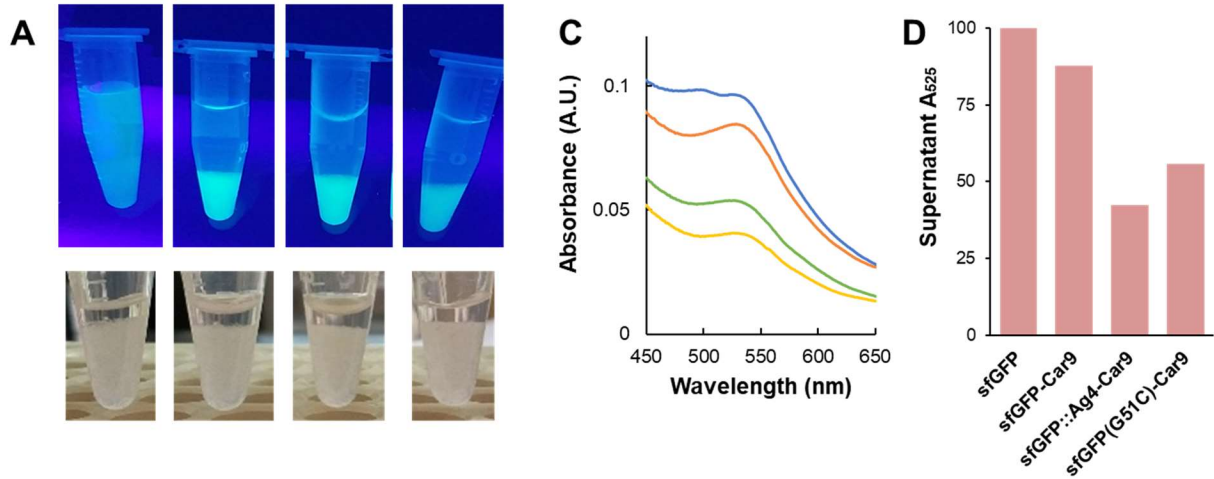 A
C
Absorbance (A.U.)
0.1
0.05
0
450 500 550 600 650
Wavelength (nm)
D
Supernatant A525
100
75
50
25
0
sfGFP
sfGFP-Car9
sfGFP::Ag4-Car9
sfGFP(G51C)-Car9